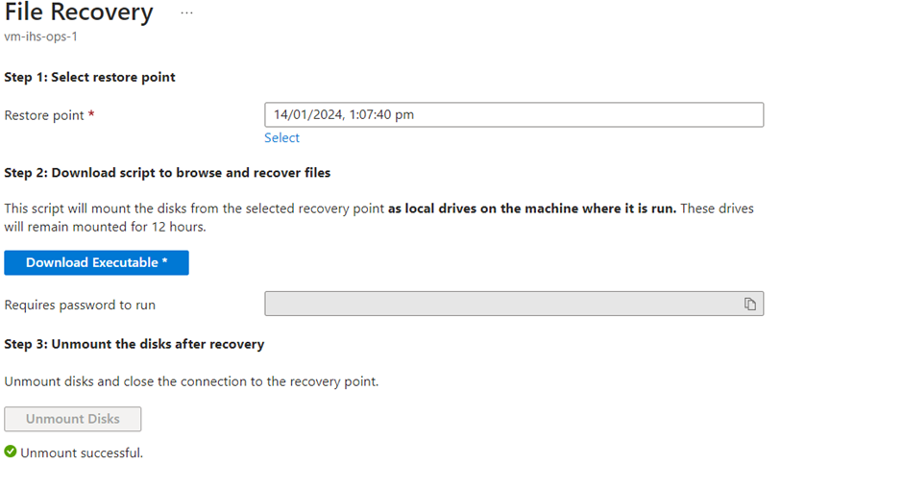 File Recovery ...
vm-ihs-ops-1
Step 1: Select restore point
Restore point * 14/01/2024, 1:07:40 pm
Select
Step 2: Download script to browse and recover files
This script will mount the disks from the selected recovery point as local drives on the machine where it is run. These drives
will remain mounted for 12 hours.
Download Executable *
Requires password to run
Step 3: Unmount the disks after recovery
Unmount disks and close the connection to the recovery point.
Unmount Disks
Unmount successful.